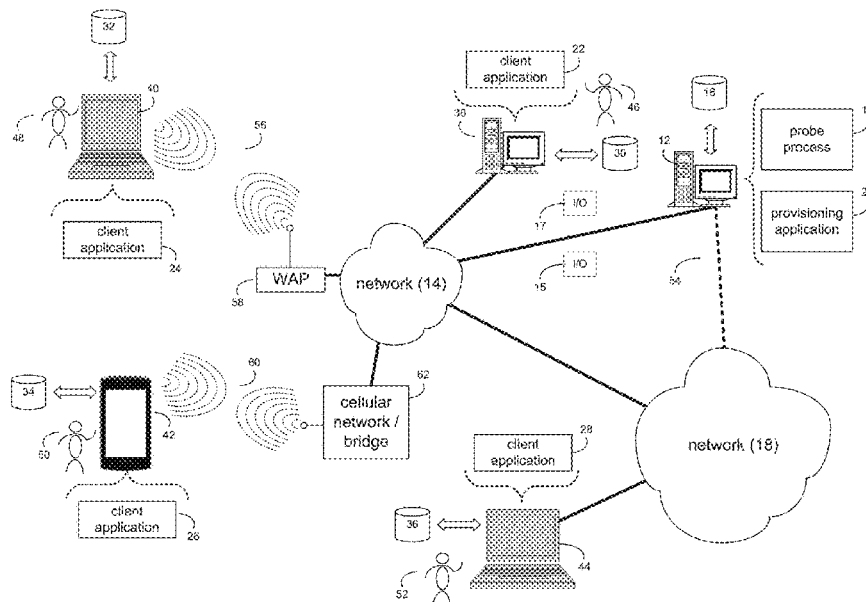 32
40
48
56
client
application
24
client
application
22
46
38
30
16
12
probe
process
provisioning
application
I/O
17
I/O
15
54
WAP
58
network (14)
34
42
50
60
62
cellular
network /
bridge
client
application
26
client
application
28
36
44
52
network (18)